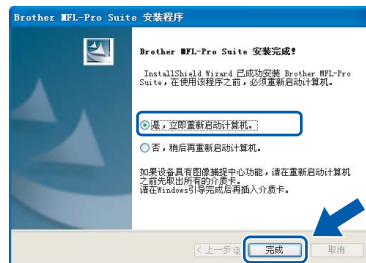 Brother MFL-Pro Suite 安装程序
Brother MFL-Pro Suite 安装完成!
InstallShield Wizard 已成功安装 Brother MFL-Pro
Suite，在使用该程序之前，必须重新启动计算机。
是，立即重新启动计算机。
否，稍后再重新启动计算机。
如果设备具有图像捕捉中心功能，请在重新启动计算机
之前先取出所有的介质卡。
请在Windows引导完成后再插入介质卡。
<上一步 完成 取消